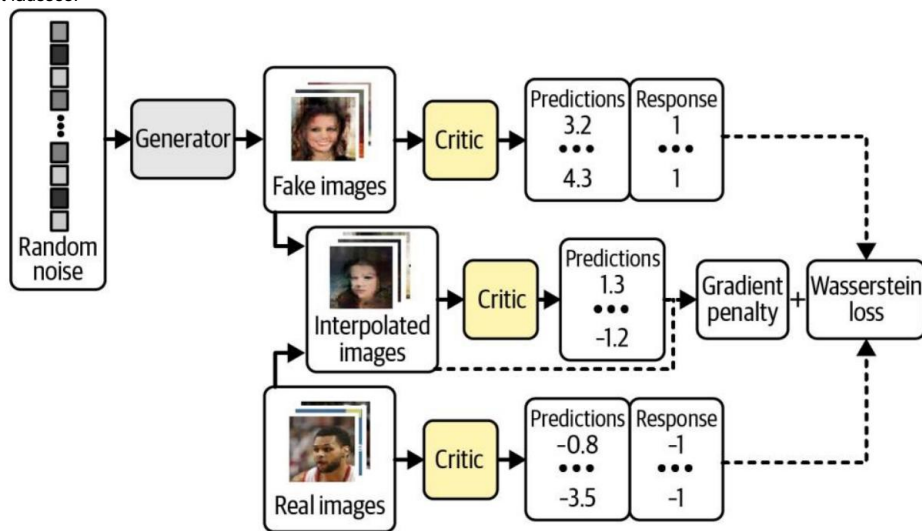 Random
noise
Generator
Fake images
Critic
Predictions
3.2
4.3
Response
1
1
Interpolated
images
Critic
Predictions
1.3
-1.2
Gradient
penalty
+
Wasserstein
loss
Real images
Critic
Predictions
-0.8
-3.5
Response
-1
-1